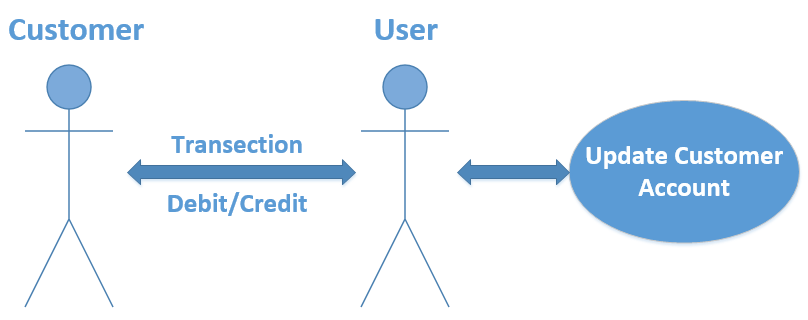 Customer
User
Transection
Debit/Credit
Update Customer
Account